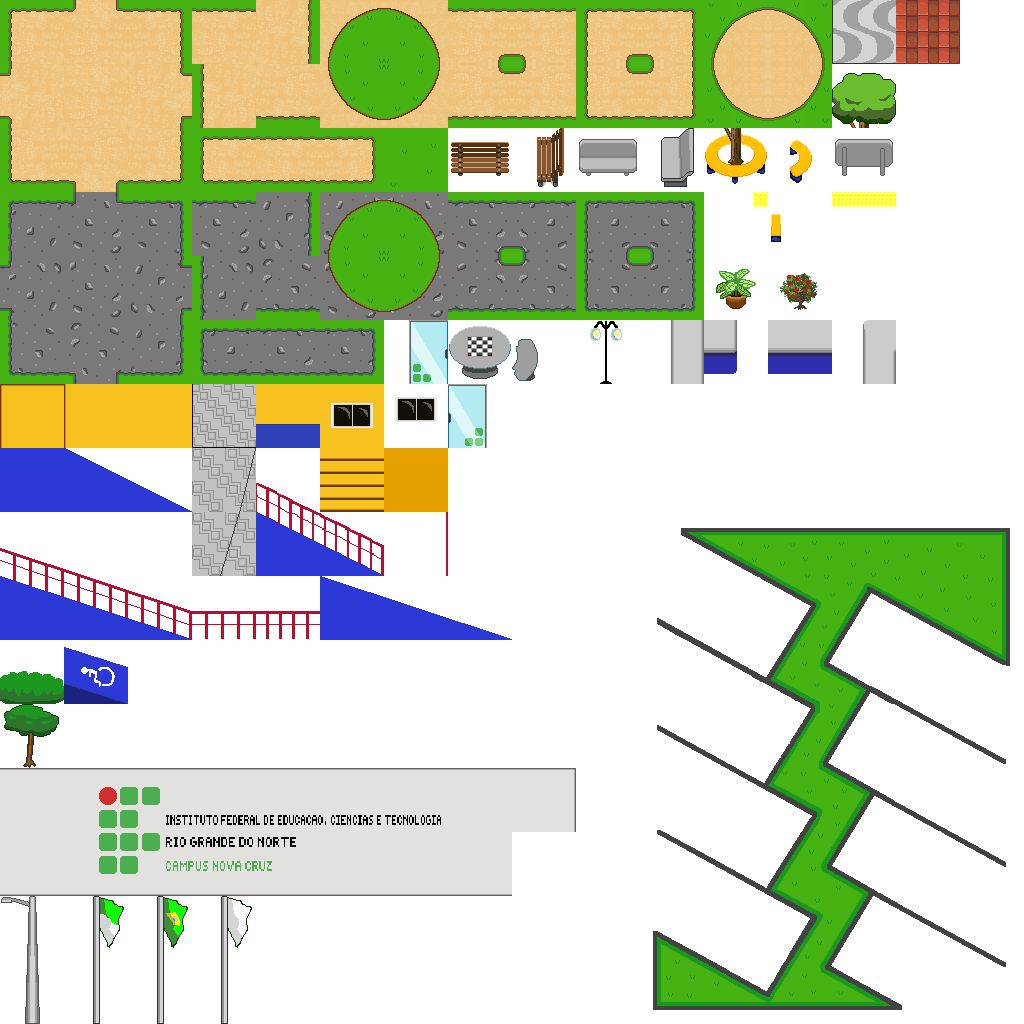 INSTITUTO FEDERAL DE EDUCACAO, CIENCIAS E TECNOLOGIA
RIO GRANDE DO NORTE
CAMPUS NOVA CRUZ